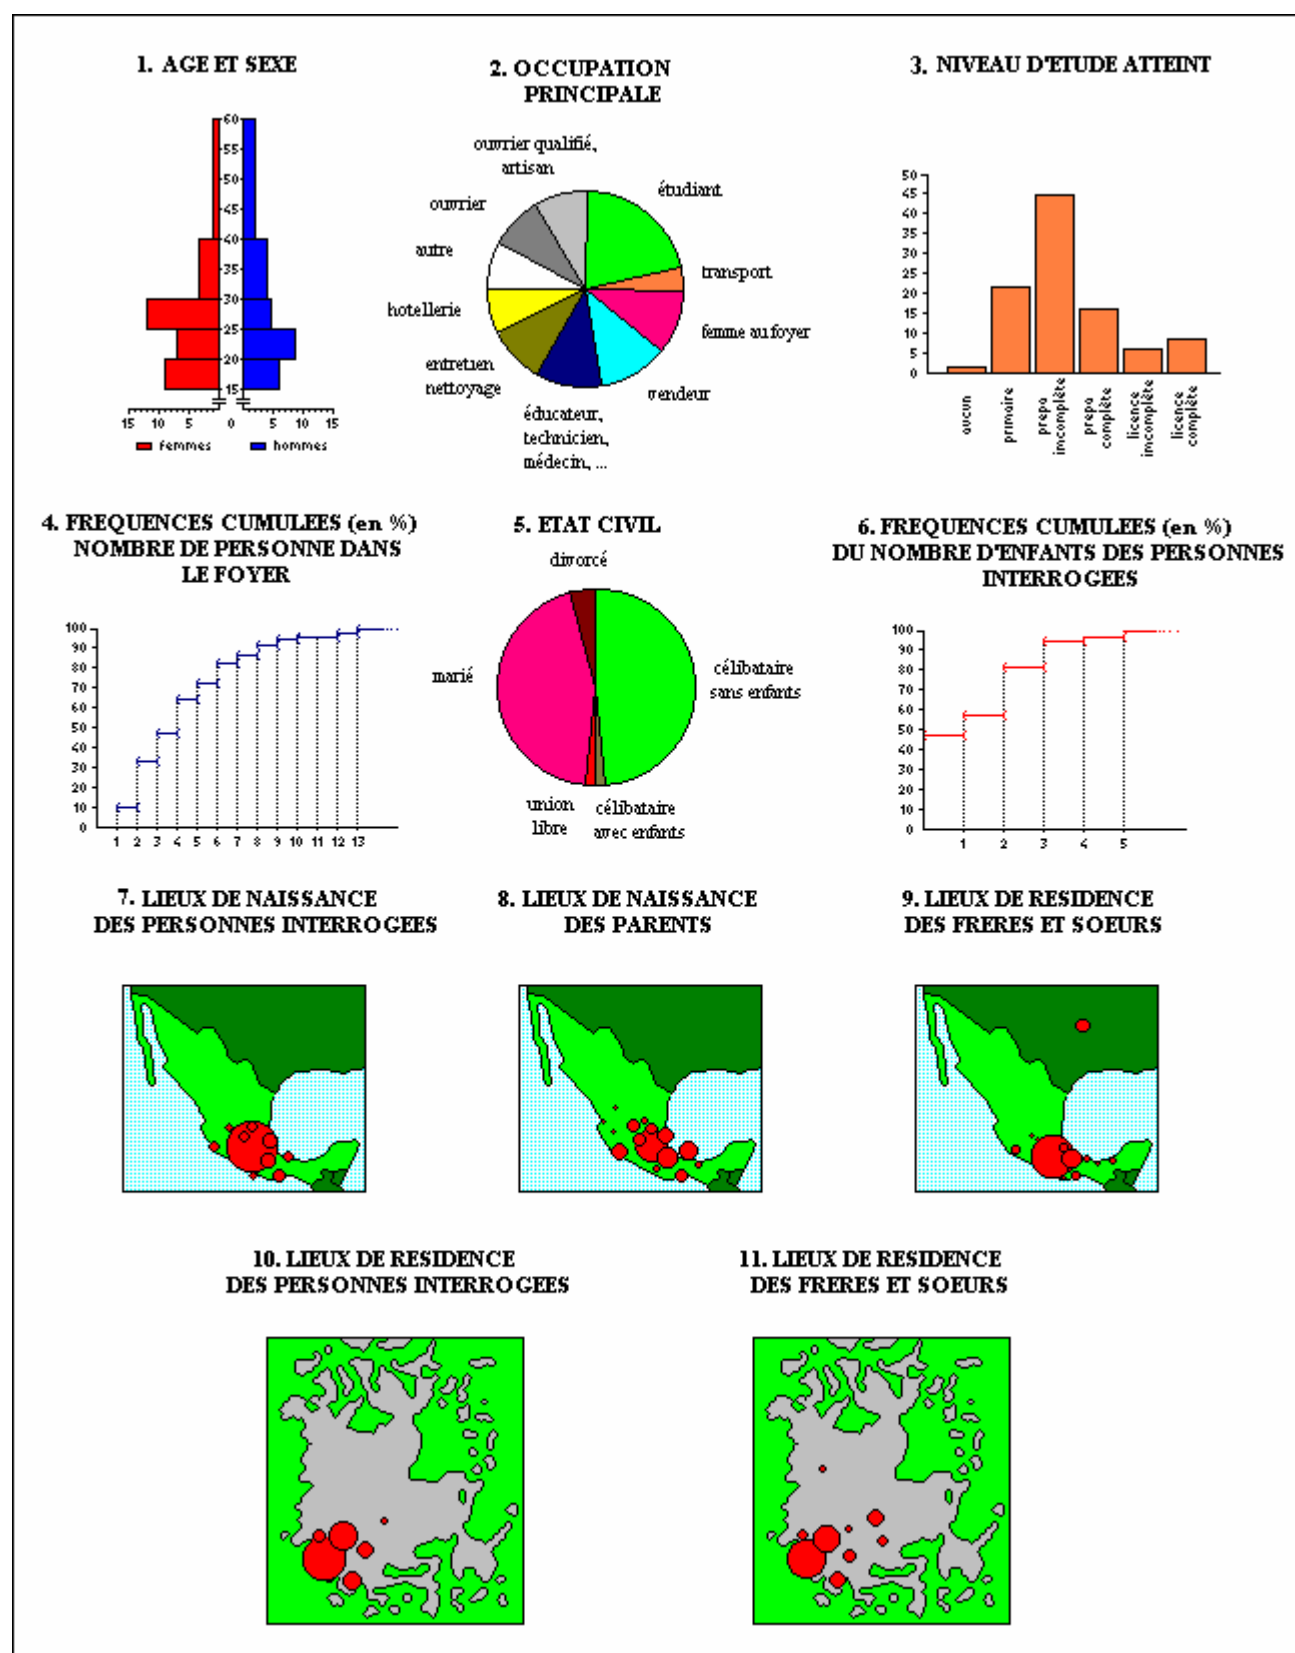 1. AGE ET SEXE
60
55
50
45
40
35
30
25
20
15
15 10 5 0 5 10 15
femmes hommes
2. OCCUPATION
PRINCIPALE
ouvrier qualifié,
artisan
étudiant
ouvrier
autre
transport
hotellerie
femme au foyer
entretien
nettoyage
vendeur
éducateur,
technicien,
médecin, ...
3. NIVEAU D'ETUDE ATTEINT
50
45
40
35
30
25
20
15
10
5
0
aucun
primaire
prepa
imcomplète
prepa
complète
licence
imcomplète
licence
complète
4. FREQUENCES CUMULEES (en %)
NOMBRE DE PERSONNE DANS
LE FOYER
100
90
80
70
60
50
40
30
20
10
0
1 2 3 4 5 6 7 8 9 10 11 12 13
5. ETAT CIVIL
divorcé
marié
célibataire
sans enfants
union
libre
célibataire
avec enfants
6. FREQUENCES CUMULEES (en %)
DU NOMBRE D'ENFANTS DES PERSONNES
INTERROGEES
100
90
80
70
60
50
40
30
20
10
0
1 2 3 4 5
7. LIEUX DE NAISSANCE
DES PERSONNES INTERROGEES
8. LIEUX DE NAISSANCE
DES PARENTS
9. LIEUX DE RESIDENCE
DES FRERES ET SOEURS
10. LIEUX DE RESIDENCE
DES PERSONNES INTERROGEES
11. LIEUX DE RESIDENCE
DES FRERES ET SOEURS